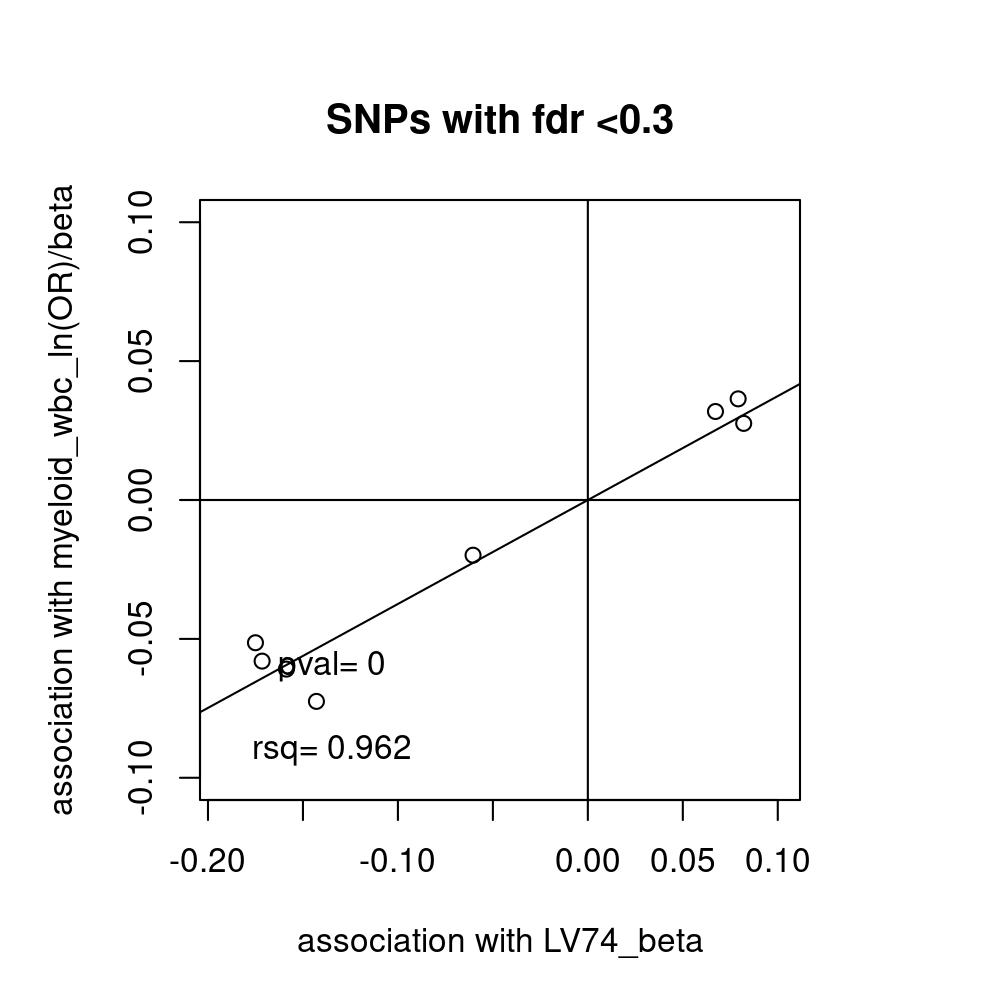 SNPs with fdr <0.3
association with myeloid_wbc_ln(OR)/beta
0.10
0.05
0.00
-0.05
-0.10
pval= 0
rsq= 0.962
-0.20
-0.10
0.00
0.05
0.10
association with LV74_beta